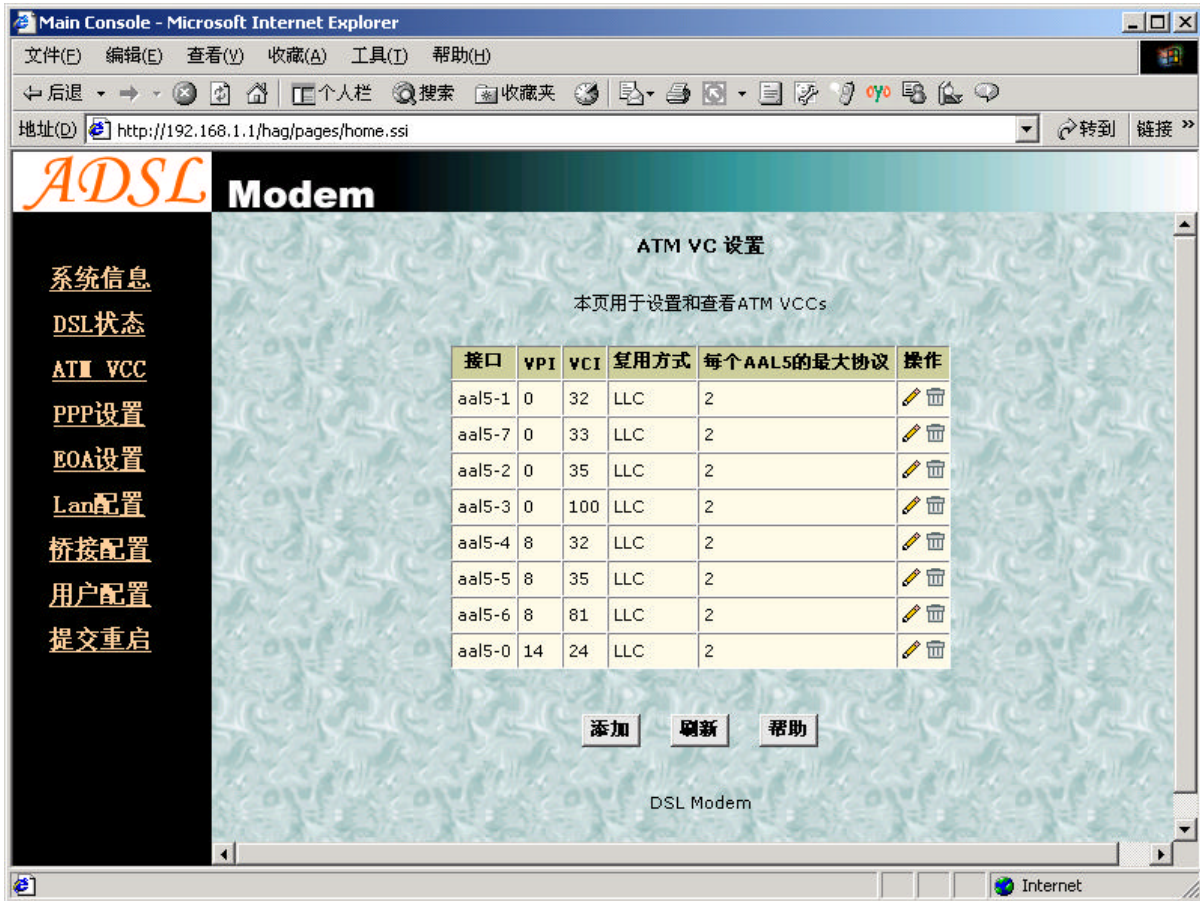 Main Console - Microsoft Internet Explorer
文件(F) 编辑(E) 查看(V) 收藏(A) 工具(T) 帮助(H)
后退 个人栏 搜索 收藏夹
地址(D) http://192.168.1.1/hag/pages/home.ssi 转到 链接 »
ADSL Modem
系统信息
DSL状态
ATM VCC
PPP设置
EOA设置
Lan配置
桥接配置
用户配置
提交重启
ATM VC 设置
本页用于设置和查看ATM VCCs
接口 VPI VCI 复用方式 每个AAL5的最大协议 操作
aal5-1 0 32 LLC 2
aal5-7 0 33 LLC 2
aal5-2 0 35 LLC 2
aal5-3 0 100 LLC 2
aal5-4 8 32 LLC 2
aal5-5 8 35 LLC 2
aal5-6 8 81 LLC 2
aal5-0 14 24 LLC 2
添加 刷新 帮助
DSL Modem
Internet